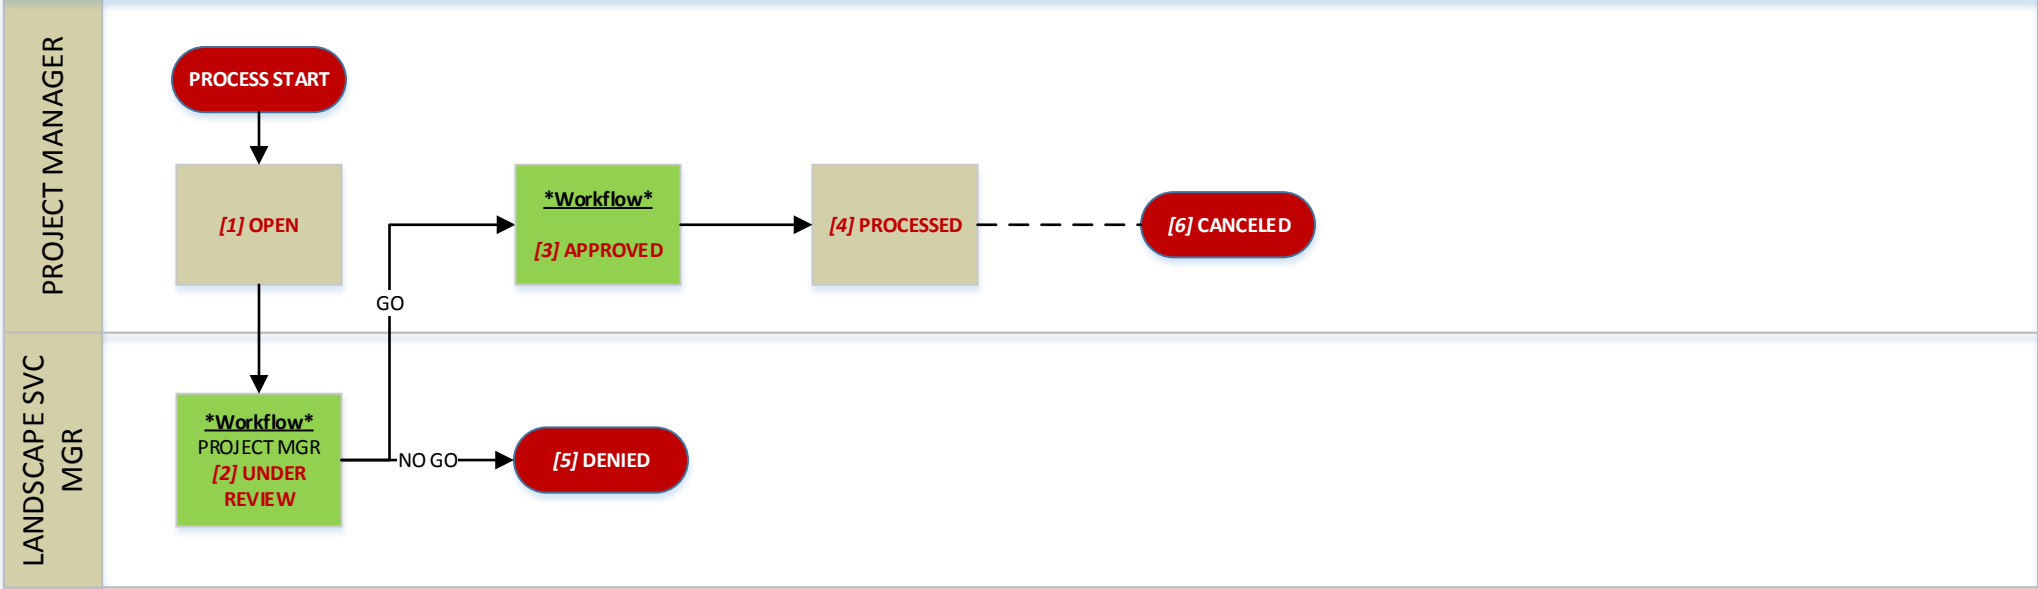 PROJECT MANAGER
PROCESS START
[1] OPEN
*Workflow*
[3] APPROVED
[4] PROCESSED
[6] CANCELED
GO
LANDSCAPE SVC
MGR
*Workflow*
PROJECT MGR
[2] UNDER
REVIEW
NO GO
[5] DENIED